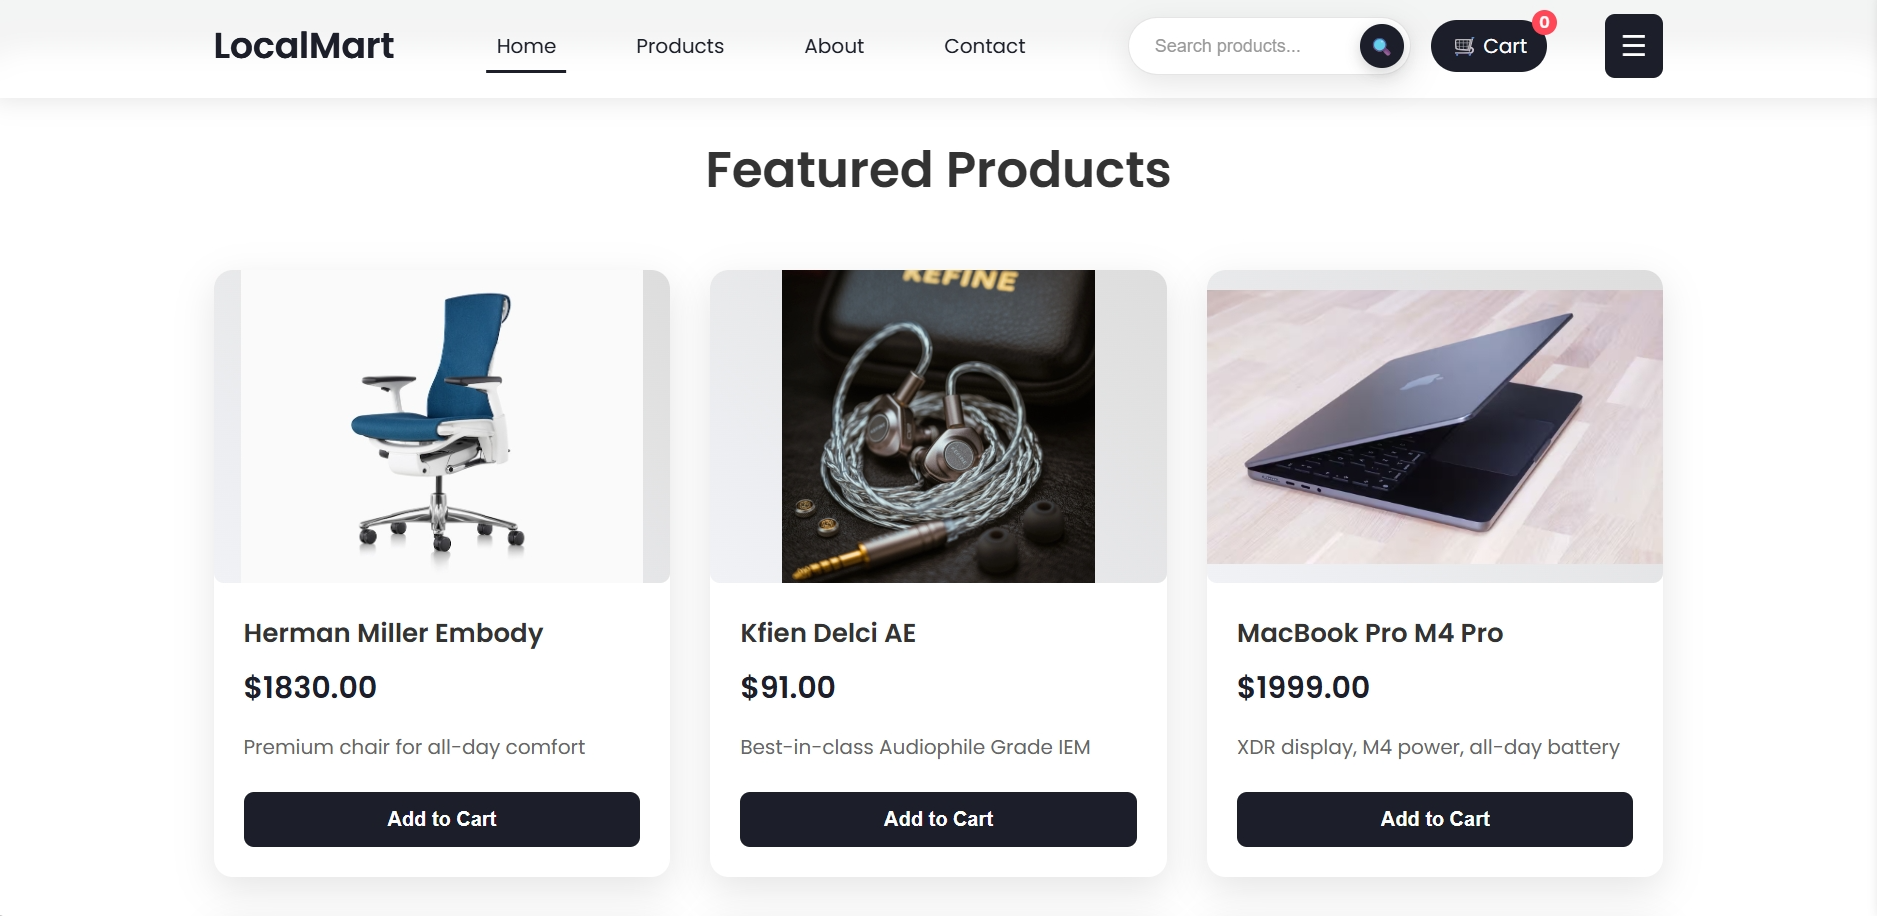 LocalMart
Home
Products
About
Contact
Search products...
Cart
0
Featured Products
KEFINE
Herman Miller Embody
$1830.00
Premium chair for all-day comfort
Add to Cart
Kfien Delci AE
$91.00
Best-in-class Audiophile Grade IEM
Add to Cart
MacBook Pro M4 Pro
$1999.00
XDR display, M4 power, all-day battery
Add to Cart